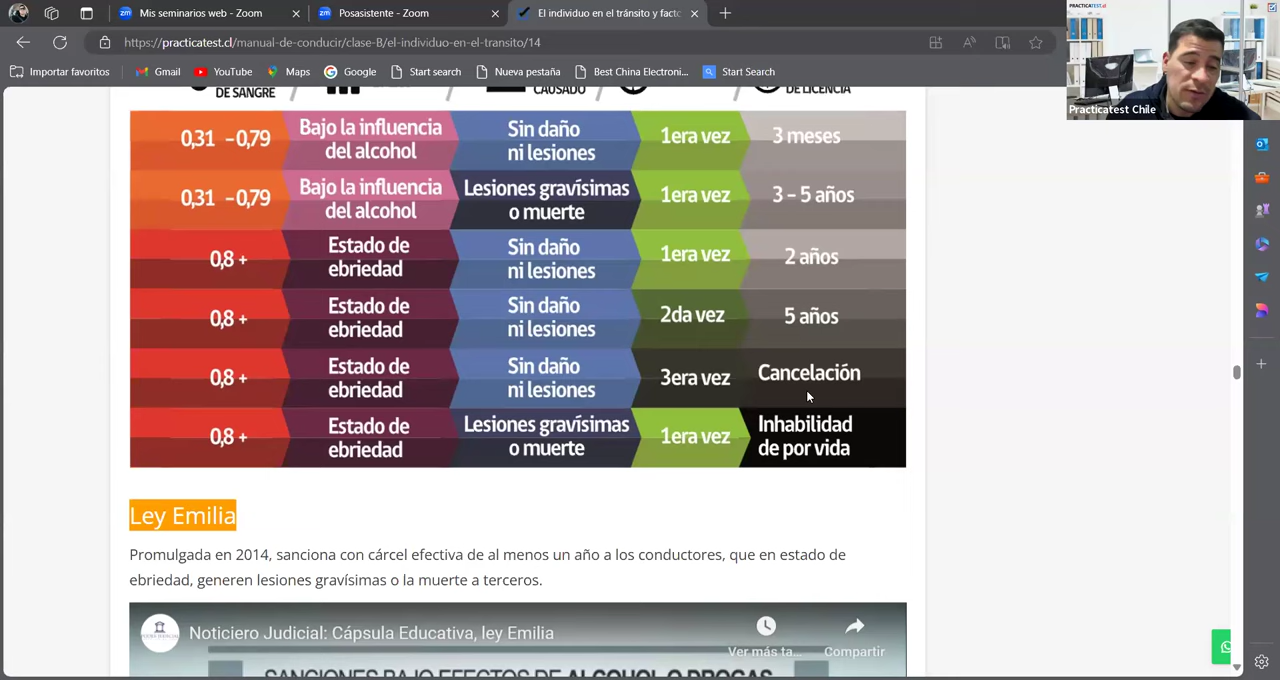 Mis seminarios web - Zoom
Posasistente - Zoom
El individuo en el tránsito y facto
https://practicatest.cl/manual-de-conducir/clase-B/el-individuo-en-el-transito/14
Importar favoritos
Gmail
YouTube
Maps
Google
Start search
Nueva pestaña
Best China Electroni...
Start Search
PRACTICATEST.cl
Practicatest Chile
DE SANGRE
CAUSADO
DE LICENCIA
0,31 -0,79
Bajo la influencia
del alcohol
Sin daño
ni lesiones
1era vez
3 meses
0,31 -0,79
Bajo la influencia
del alcohol
Lesiones gravísimas
o muerte
1era vez
3 - 5 años
0,8 +
Estado de
ebriedad
Sin daño
ni lesiones
1era vez
2 años
0,8 +
Estado de
ebriedad
Sin daño
ni lesiones
2da vez
5 años
0,8 +
Estado de
ebriedad
Sin daño
ni lesiones
3era vez
Cancelación
0,8 +
Estado de
ebriedad
Lesiones gravísimas
o muerte
1era vez
Inhabilidad
de por vida
Ley Emilia
Promulgada en 2014, sanciona con cárcel efectiva de al menos un año a los conductores, que en estado de
ebriedad, generen lesiones gravísimas o la muerte a terceros.
Noticiero Judicial: Cápsula Educativa, ley Emilia
Ver más ta...
Compartir
SANCIONES BAJO EFECTOS DE ALCOHOL O DROGAS